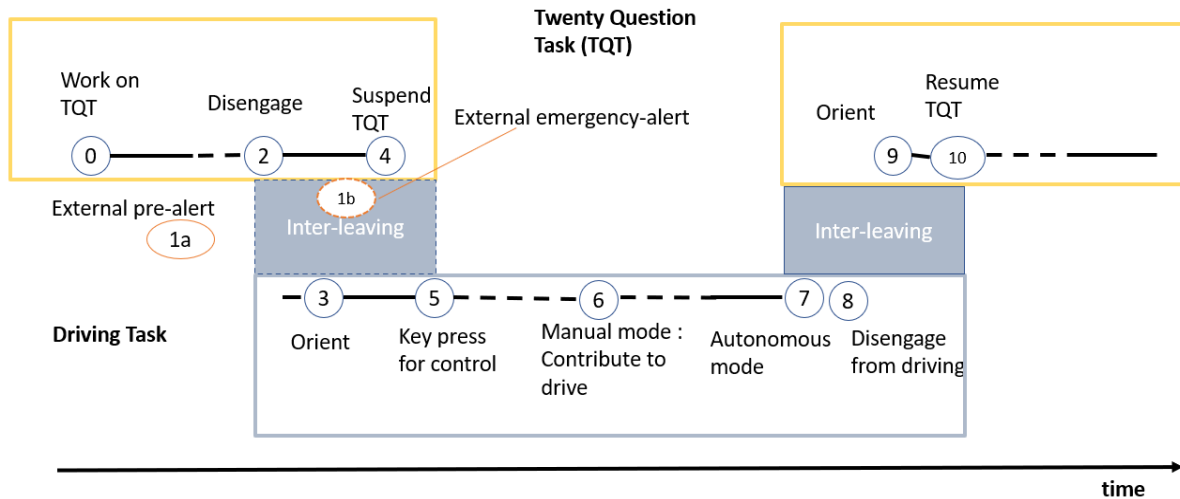 Twenty Question
Task (TQT)
Work on
TQT
Disengage
Suspend
TQT
External emergency-alert
Orient
Resume
TQT
0
2
4
9
10
External pre-alert
1a
1b
Inter-leaving
Inter-leaving
3
5
6
7
8
Driving Task
Orient
Key press
for control
Manual mode :
Contribute to
drive
Autonomous
mode
Disengage
from driving
time